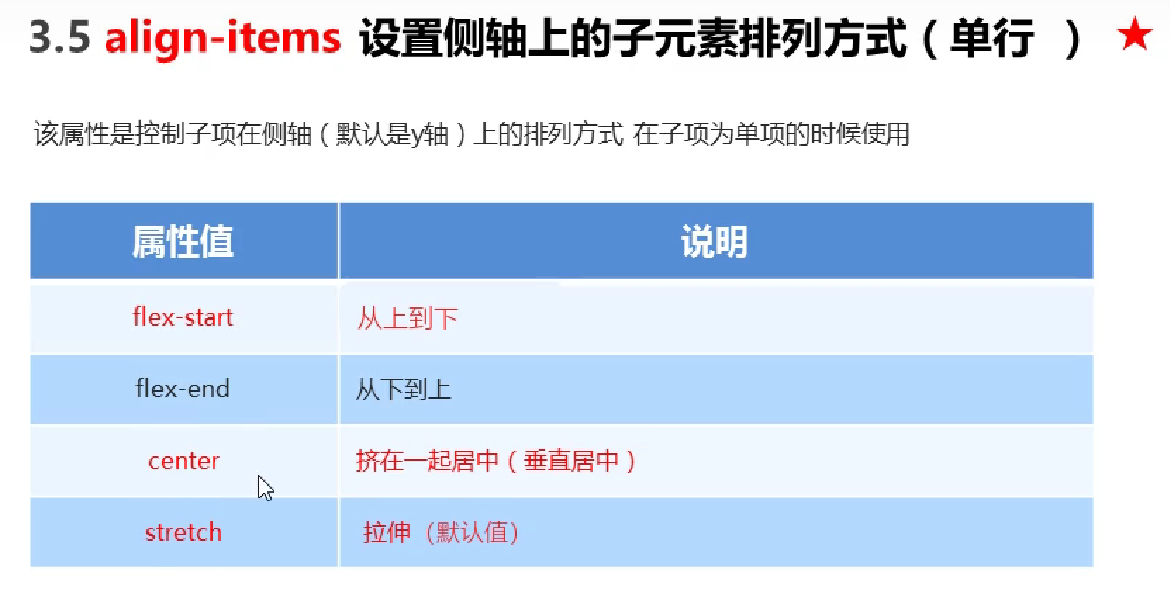 3.5 align-items 设置侧轴上的子元素排列方式（单行 ）
该属性是控制子项在侧轴（默认是y轴）上的排列方式 在子项为单项的时候使用
属性值 说明
flex-start 从上到下
flex-end 从下到上
center 挤在一起居中（垂直居中）
stretch 拉伸（默认值）